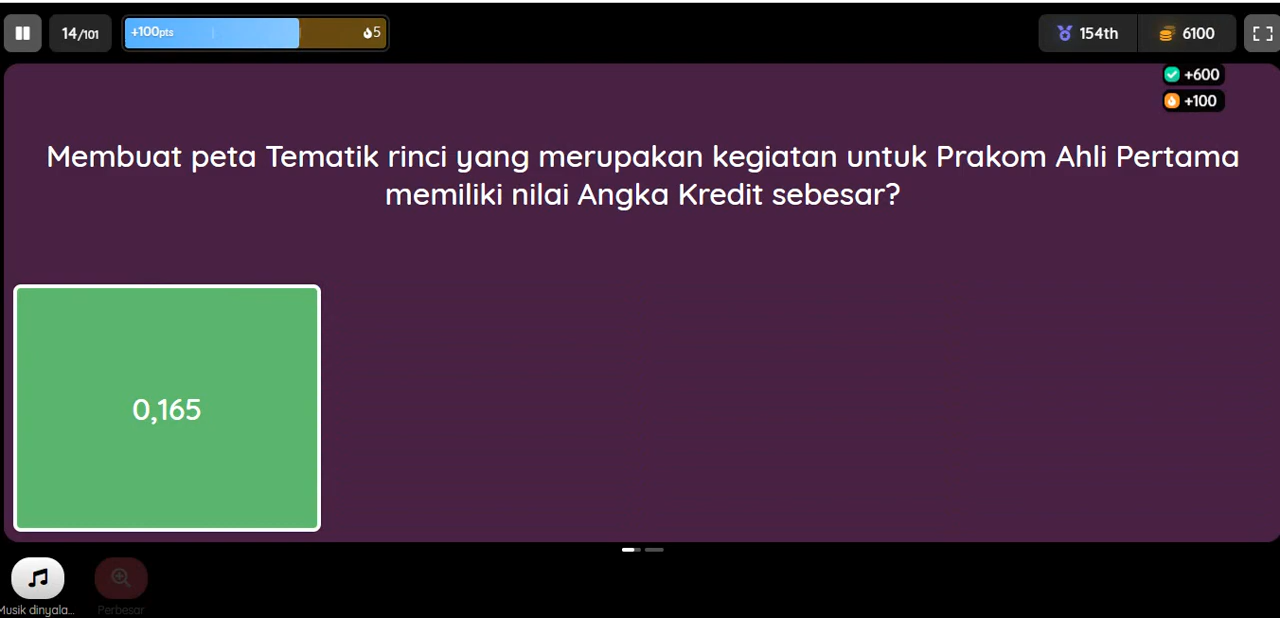 14/101
+100pts
5
154th
6100
+600
+100
Membuat peta Tematik rinci yang merupakan kegiatan untuk Prakom Ahli Pertama
memiliki nilai Angka Kredit sebesar?
0,165
Musik dinyala...
Perbesar